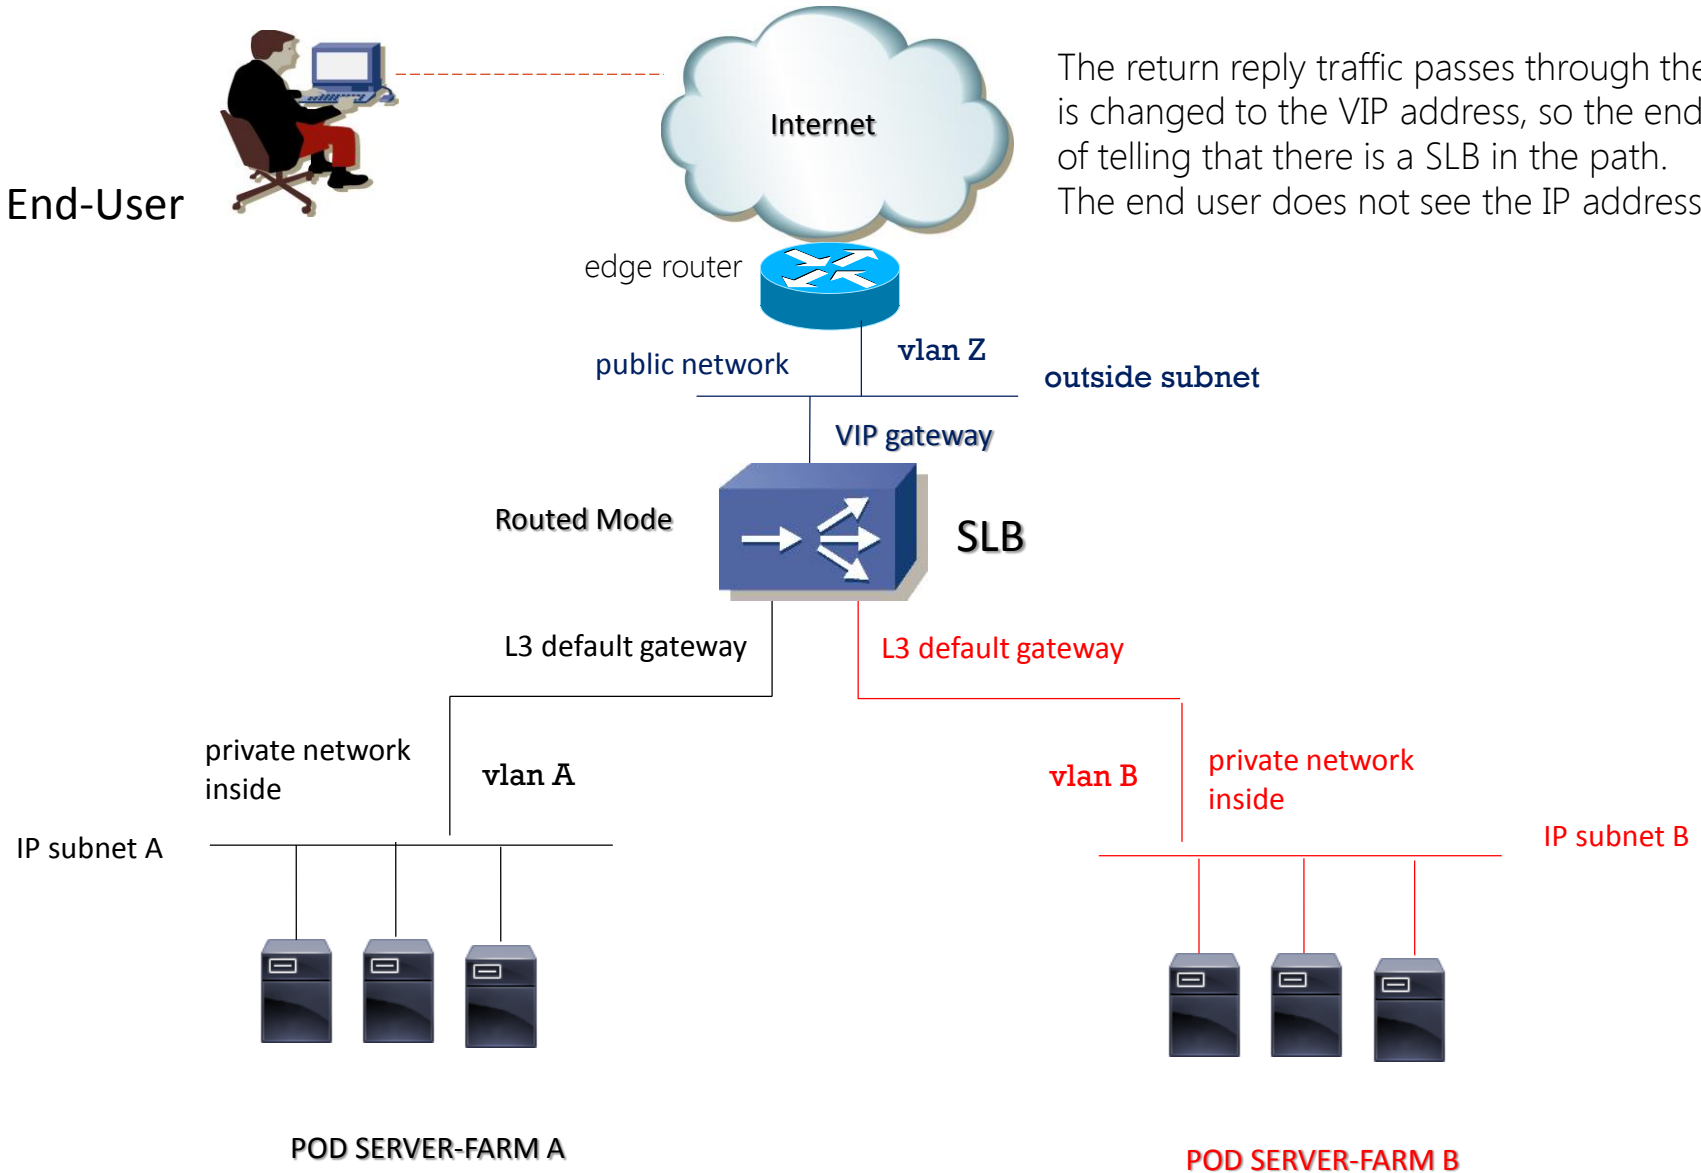 The return reply traffic passes through the
is changed to the VIP address, so the end
of telling that there is a SLB in the path.
The end user does not see the IP address
Internet
End-User
edge router
vlan Z
public network
outside subnet
VIP gateway
Routed Mode
SLB
L3 default gateway
L3 default gateway
private network
inside
vlan A
vlan B
private network
inside
IP subnet A
IP subnet B
POD SERVER-FARM A
POD SERVER-FARM B